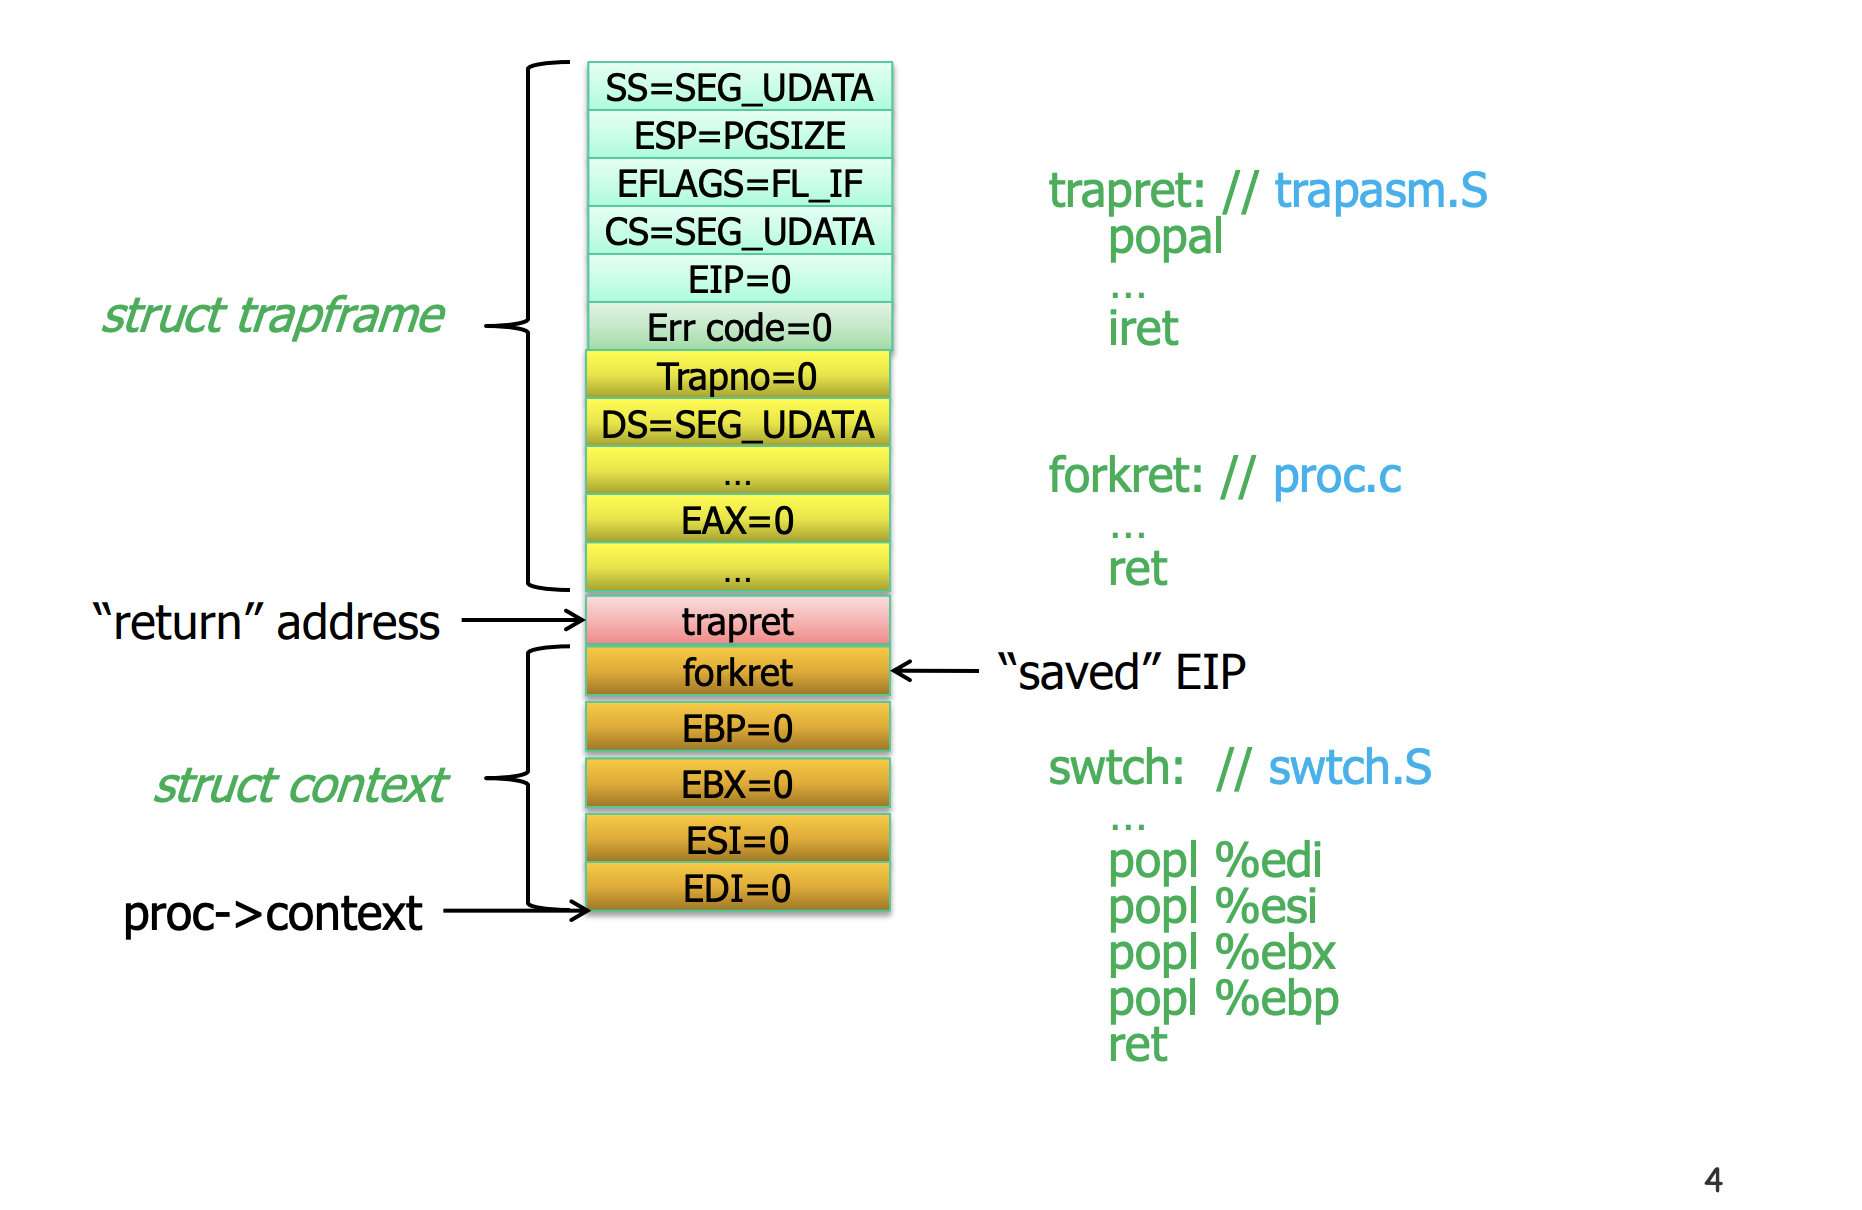 SS=SEG_UDATA
ESP=PGSIZE
EFLAGS=FL_IF
CS=SEG_UDATA
EIP=0
Err code=0
Trapno=0
DS=SEG_UDATA
...
EAX=0
...
trapret
forkret
EBP=0
EBX=0
ESI=0
EDI=0
struct trapframe
“return” address
struct context
proc->context
trapret: // trapasm.S
popal
...
iret
forkret: // proc.c
...
ret
“saved” EIP
swtch: // swtch.S
...
popl %edi
popl %esi
popl %ebx
popl %ebp
ret
4